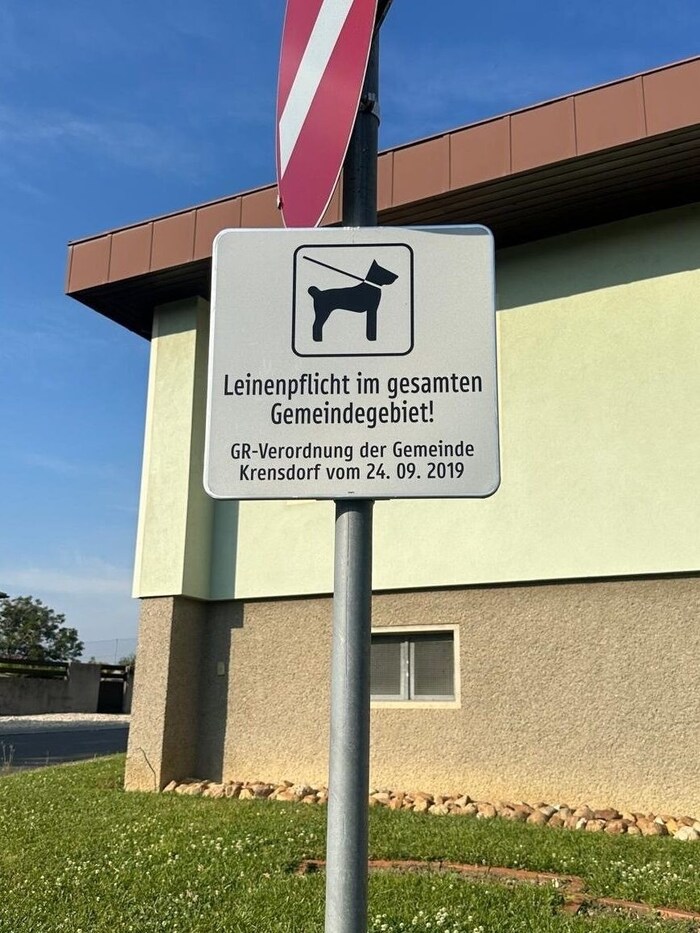 Leinenpflicht im gesamten
Gemeindegebiet!
GR-Verordnung der Gemeinde
Krensdorf vom 24. 09. 2019